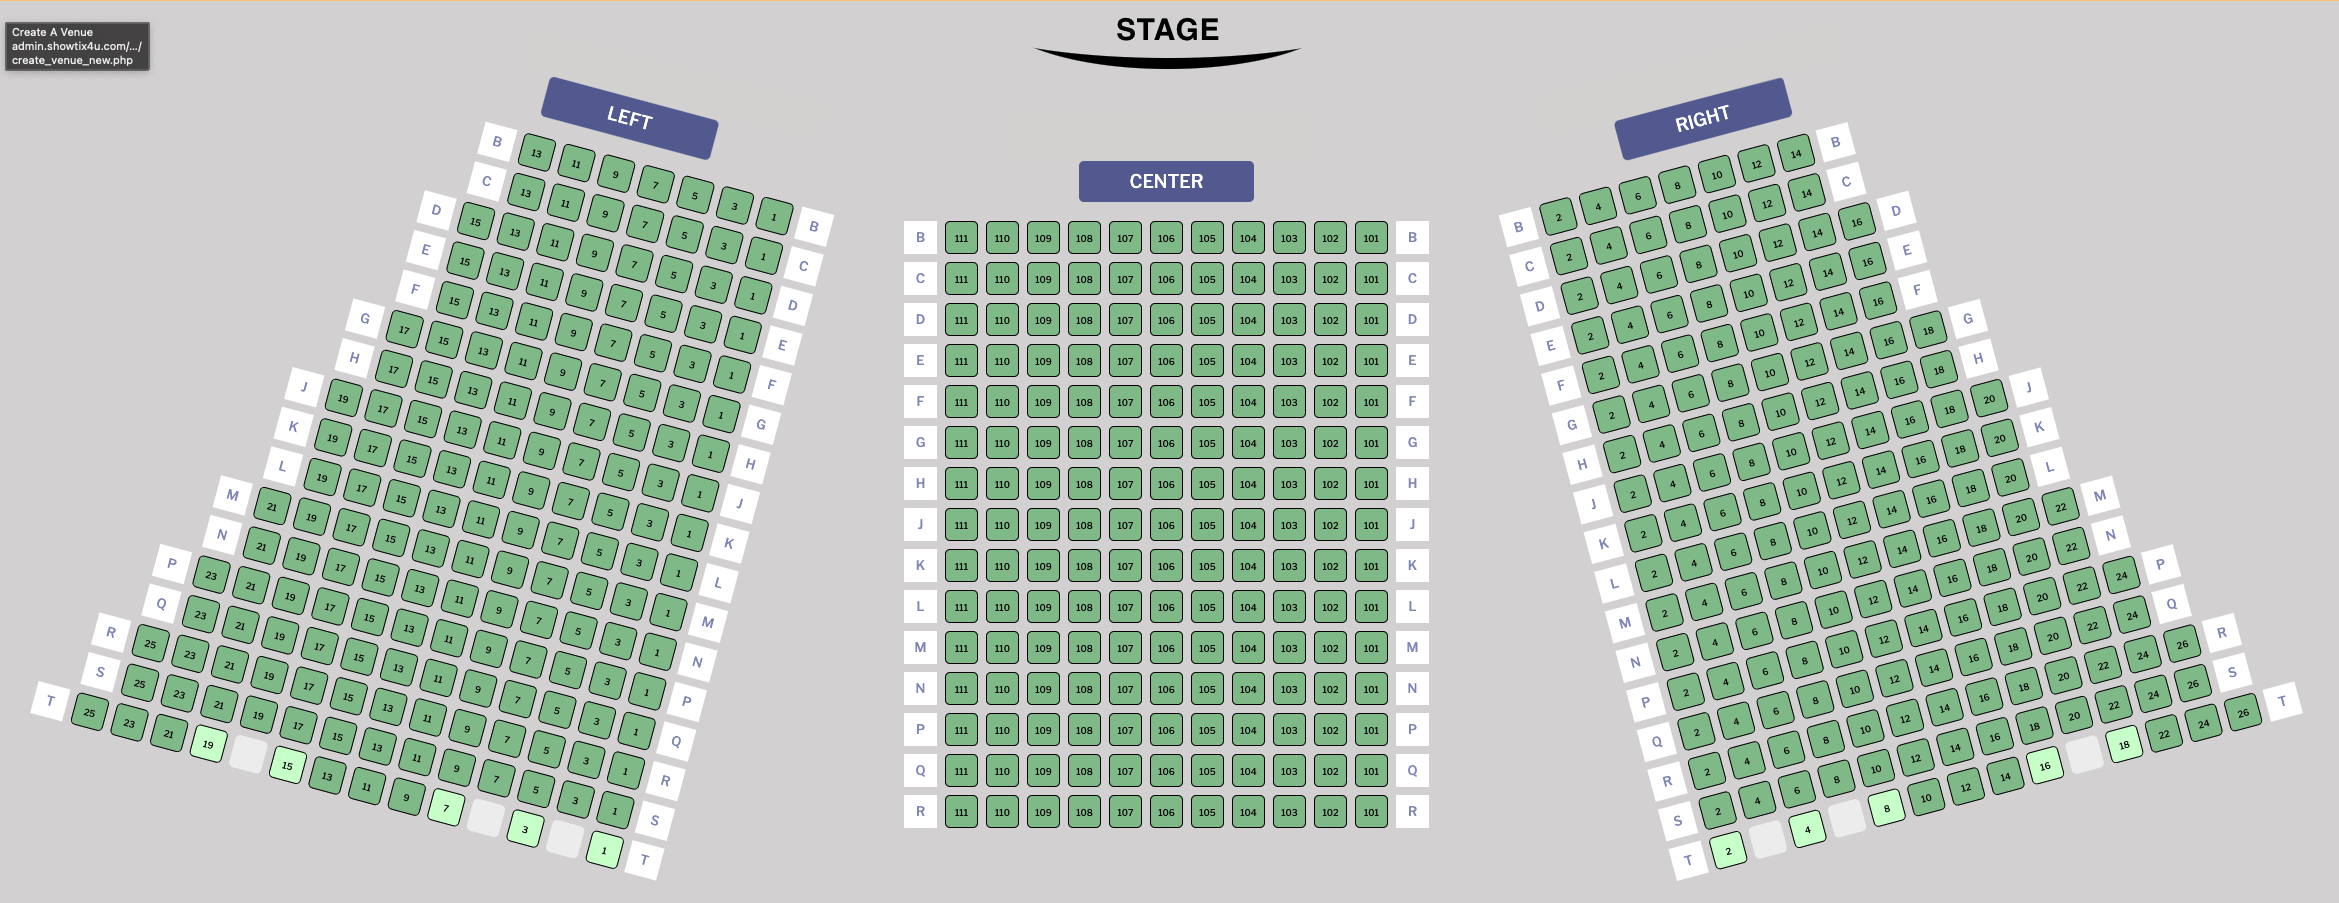 STAGE
Create A Venue
admin.showtix4u.com/.../
create_venue_new.php
LEFT
B 13 11 9 7 5 3 1 B
C 13 11 9 7 5 3 1 C
D 15 13 11 9 7 5 3 1 D
E 15 13 11 9 7 5 3 1 E
F 15 13 11 9 7 5 3 1 F
G 17 15 13 11 9 7 5 3 1 G
H 17 15 13 11 9 7 5 3 1 H
J 19 17 15 13 11 9 7 5 3 1 J
K 19 17 15 13 11 9 7 5 3 1 K
L 19 17 15 13 11 9 7 5 3 1 L
M 21 19 17 15 13 11 9 7 5 3 1 M
N 21 19 17 15 13 11 9 7 5 3 1 N
P 23 21 19 17 15 13 11 9 7 5 3 1 P
Q 23 21 19 17 15 13 11 9 7 5 3 1 Q
R 25 23 21 19 17 15 13 11 9 7 5 3 1 R
S 25 23 21 19 17 15 13 11 9 7 5 3 1 S
T 25 23 21 19 15 13 11 9 7 3 1 T
CENTER
B 111 110 109 108 107 106 105 104 103 102 101 B
C 111 110 109 108 107 106 105 104 103 102 101 C
D 111 110 109 108 107 106 105 104 103 102 101 D
E 111 110 109 108 107 106 105 104 103 102 101 E
F 111 110 109 108 107 106 105 104 103 102 101 F
G 111 110 109 108 107 106 105 104 103 102 101 G
H 111 110 109 108 107 106 105 104 103 102 101 H
J 111 110 109 108 107 106 105 104 103 102 101 J
K 111 110 109 108 107 106 105 104 103 102 101 K
L 111 110 109 108 107 106 105 104 103 102 101 L
M 111 110 109 108 107 106 105 104 103 102 101 M
N 111 110 109 108 107 106 105 104 103 102 101 N
P 111 110 109 108 107 106 105 104 103 102 101 P
Q 111 110 109 108 107 106 105 104 103 102 101 Q
R 111 110 109 108 107 106 105 104 103 102 101 R
RIGHT
B 2 4 6 8 10 12 14 B
C 2 4 6 8 10 12 14 C
D 2 4 6 8 10 12 14 16 D
E 2 4 6 8 10 12 14 16 E
F 2 4 6 8 10 12 14 16 F
G 2 4 6 8 10 12 14 16 18 G
H 2 4 6 8 10 12 14 16 18 H
J 2 4 6 8 10 12 14 16 18 20 J
K 2 4 6 8 10 12 14 16 18 20 K
L 2 4 6 8 10 12 14 16 18 20 L
M 2 4 6 8 10 12 14 16 18 20 22 M
N 2 4 6 8 10 12 14 16 18 20 22 N
P 2 4 6 8 10 12 14 16 18 20 22 24 P
Q 2 4 6 8 10 12 14 16 18 20 22 24 Q
R 2 4 6 8 10 12 14 16 18 20 22 24 26 R
S 2 4 6 8 10 12 14 16 18 20 22 24 26 S
T 2 4 8 10 12 14 16 18 22 24 26 T